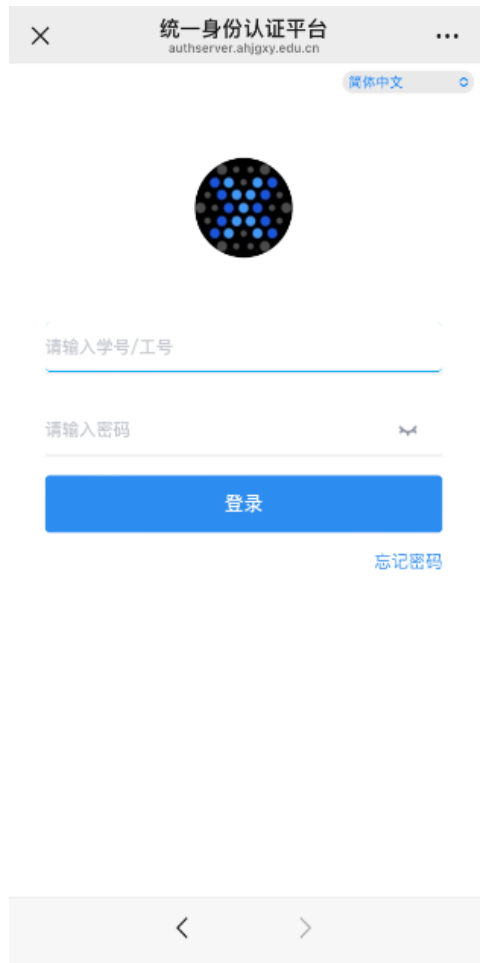 统一身份认证平台
authserver.ahjgxy.edu.cn
简体中文
请输入学号/工号
请输入密码
登录
忘记密码